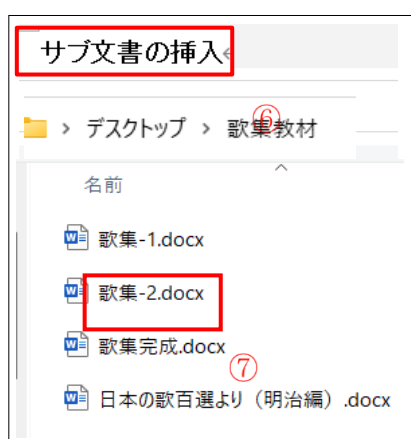 サブ文書の挿入
⑥
> デスクトップ > 歌集教材
名前
歌集-1.docx
歌集-2.docx
歌集完成.docx
⑦
日本の歌百選より（明治編）.docx